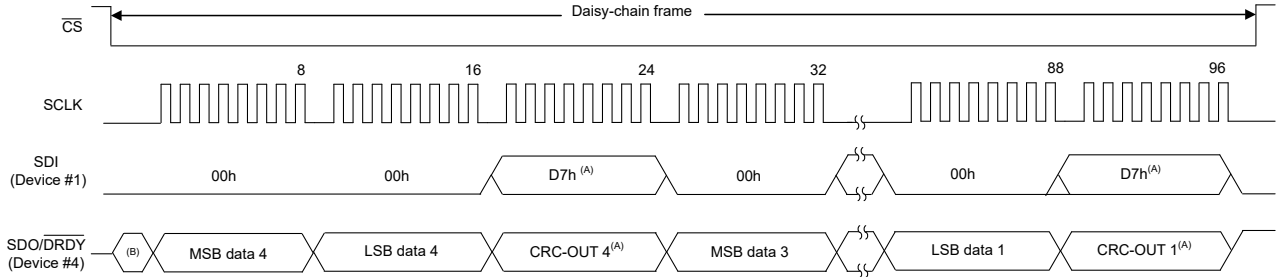 Daisy-chain frame
CS
8 16 24 32 88 96
SCLK
SDI
(Device #1)
00h 00h D7h (A) 00h 00h D7h(A)
SDO/DRDY
(Device #4)
(B) MSB data 4 LSB data 4 CRC-OUT 4(A) MSB data 3 LSB data 1 CRC-OUT 1(A)